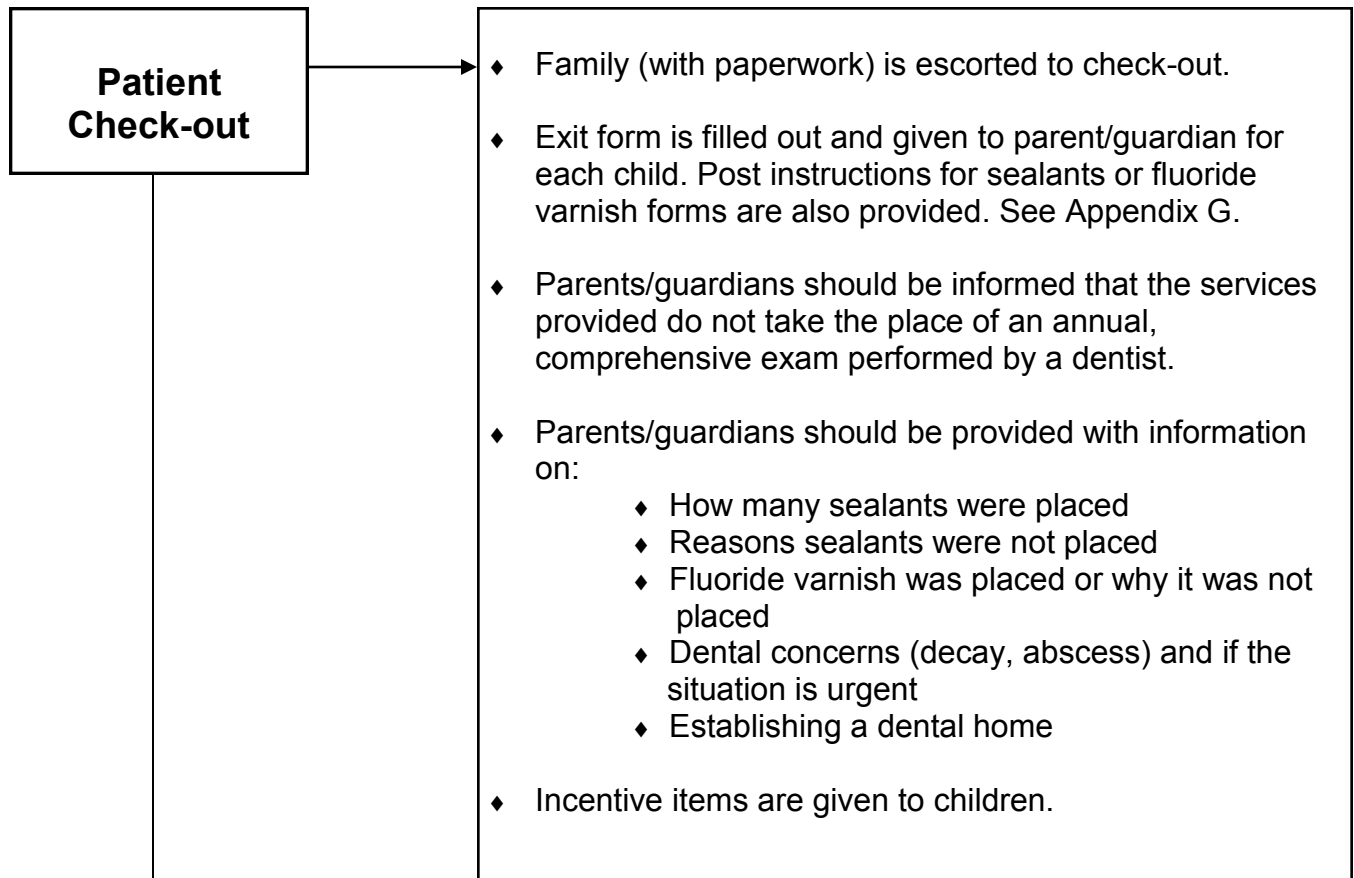 Patient
Check-out
♦ Family (with paperwork) is escorted to check-out.
♦ Exit form is filled out and given to parent/guardian for
each child. Post instructions for sealants or fluoride
varnish forms are also provided. See Appendix G.
♦ Parents/guardians should be informed that the services
provided do not take the place of an annual,
comprehensive exam performed by a dentist.
♦ Parents/guardians should be provided with information
on:
♦ How many sealants were placed
♦ Reasons sealants were not placed
♦ Fluoride varnish was placed or why it was not
placed
♦ Dental concerns (decay, abscess) and if the
situation is urgent
♦ Establishing a dental home
♦ Incentive items are given to children.